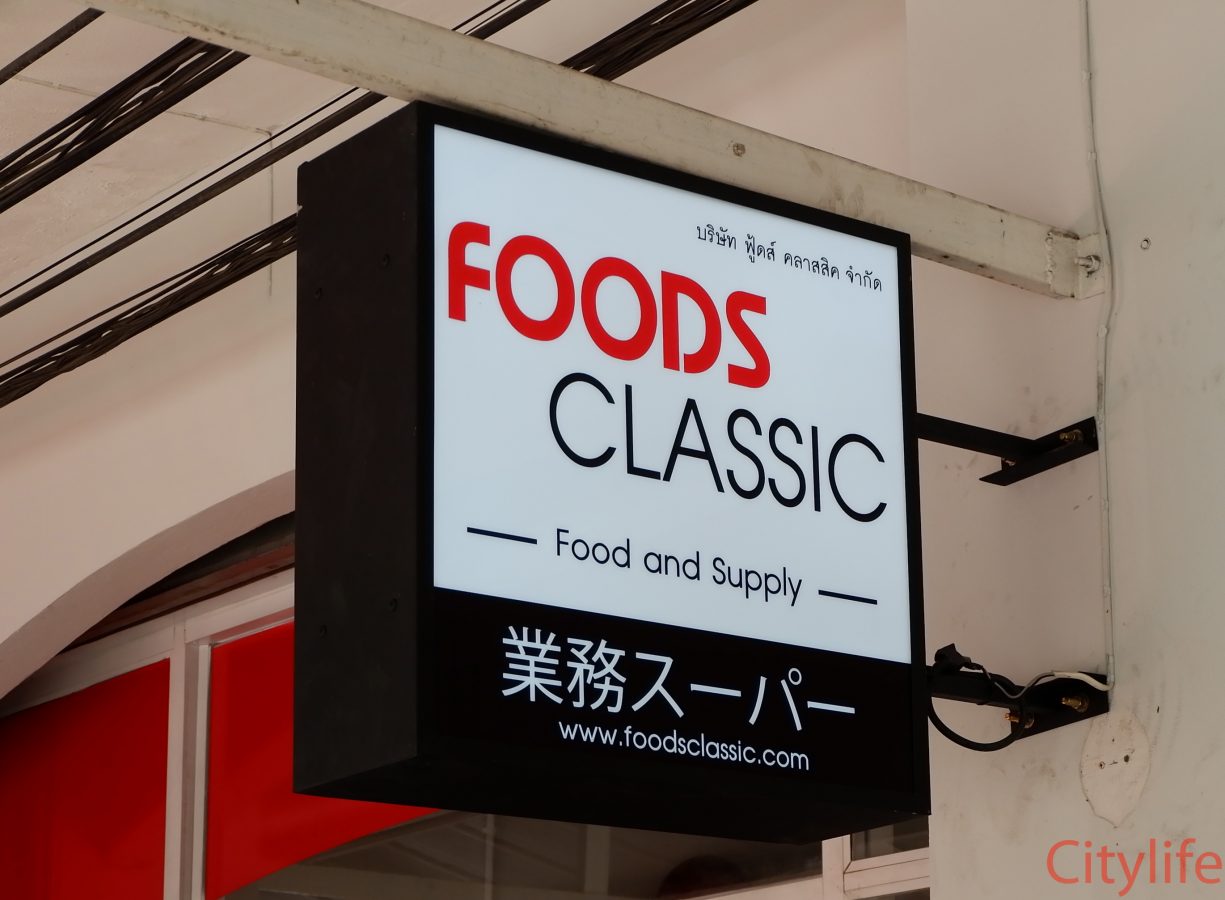 บริษัท ฟู้ดส์ คลาสสิค จำกัด
FOODS
CLASSIC
Food and Supply
業務スーパー
www.foodsclassic.com
Citylife